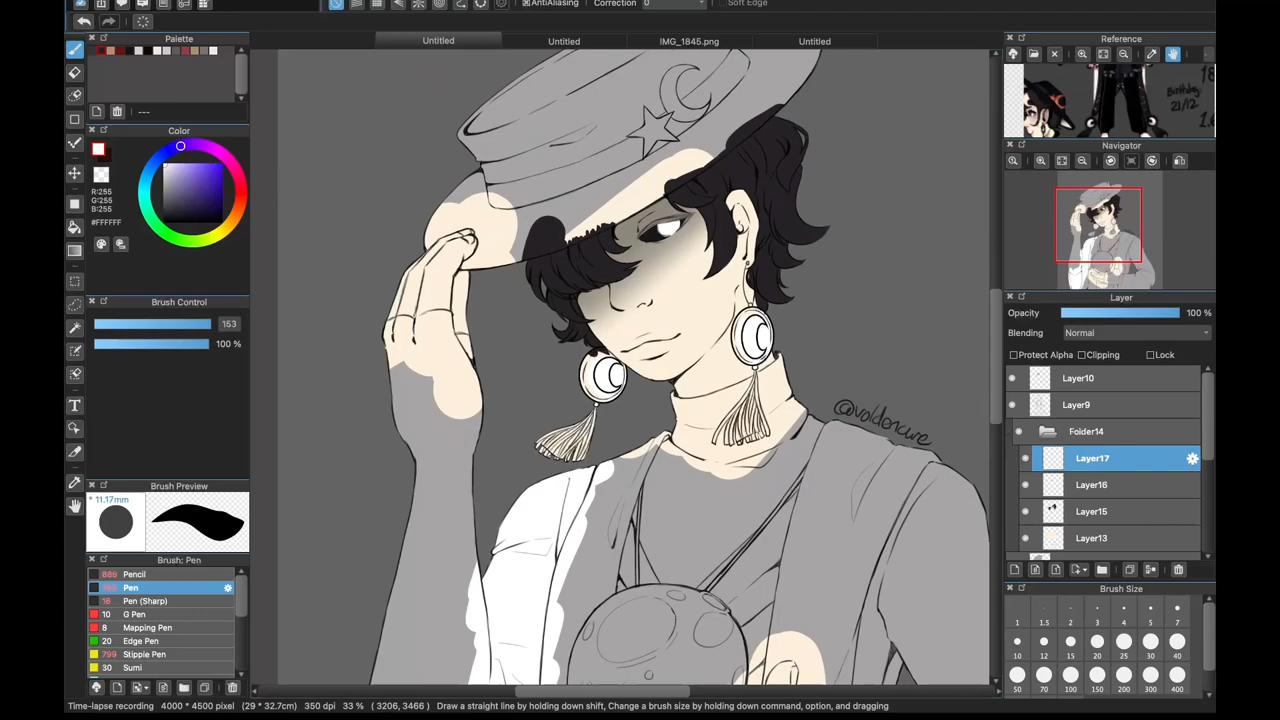 AntiAliasing Correction 0 Soft Edge
Palette
Untitled Untitled IMG_1845.png Untitled
Reference
---
Color
R:255
G:255
B:255
#FFFFFF
Birthday:
21/12
Navigator
Brush Control
153
100 %
Layer
Opacity 100 %
Blending Normal
Protect Alpha Clipping Lock
Layer10
Layer9
Folder14
Layer17
Layer16
Layer15
Layer13
@voldencure
Brush Preview
* 11.17mm
Brush: Pen
889 Pencil
Pen
16 Pen (Sharp)
10 G Pen
8 Mapping Pen
20 Edge Pen
799 Stipple Pen
30 Sumi
Brush Size
1 1.5 2 3 4 5 7
10 12 15 20 25 30 40
50 70 100 150 200 300 400
Time-lapse recording 4000 * 4500 pixel (29 * 32.7cm) 350 dpi 33 % ( 3206, 3466 ) Draw a straight line by holding down shift, Change a brush size by holding down command, option, and dragging